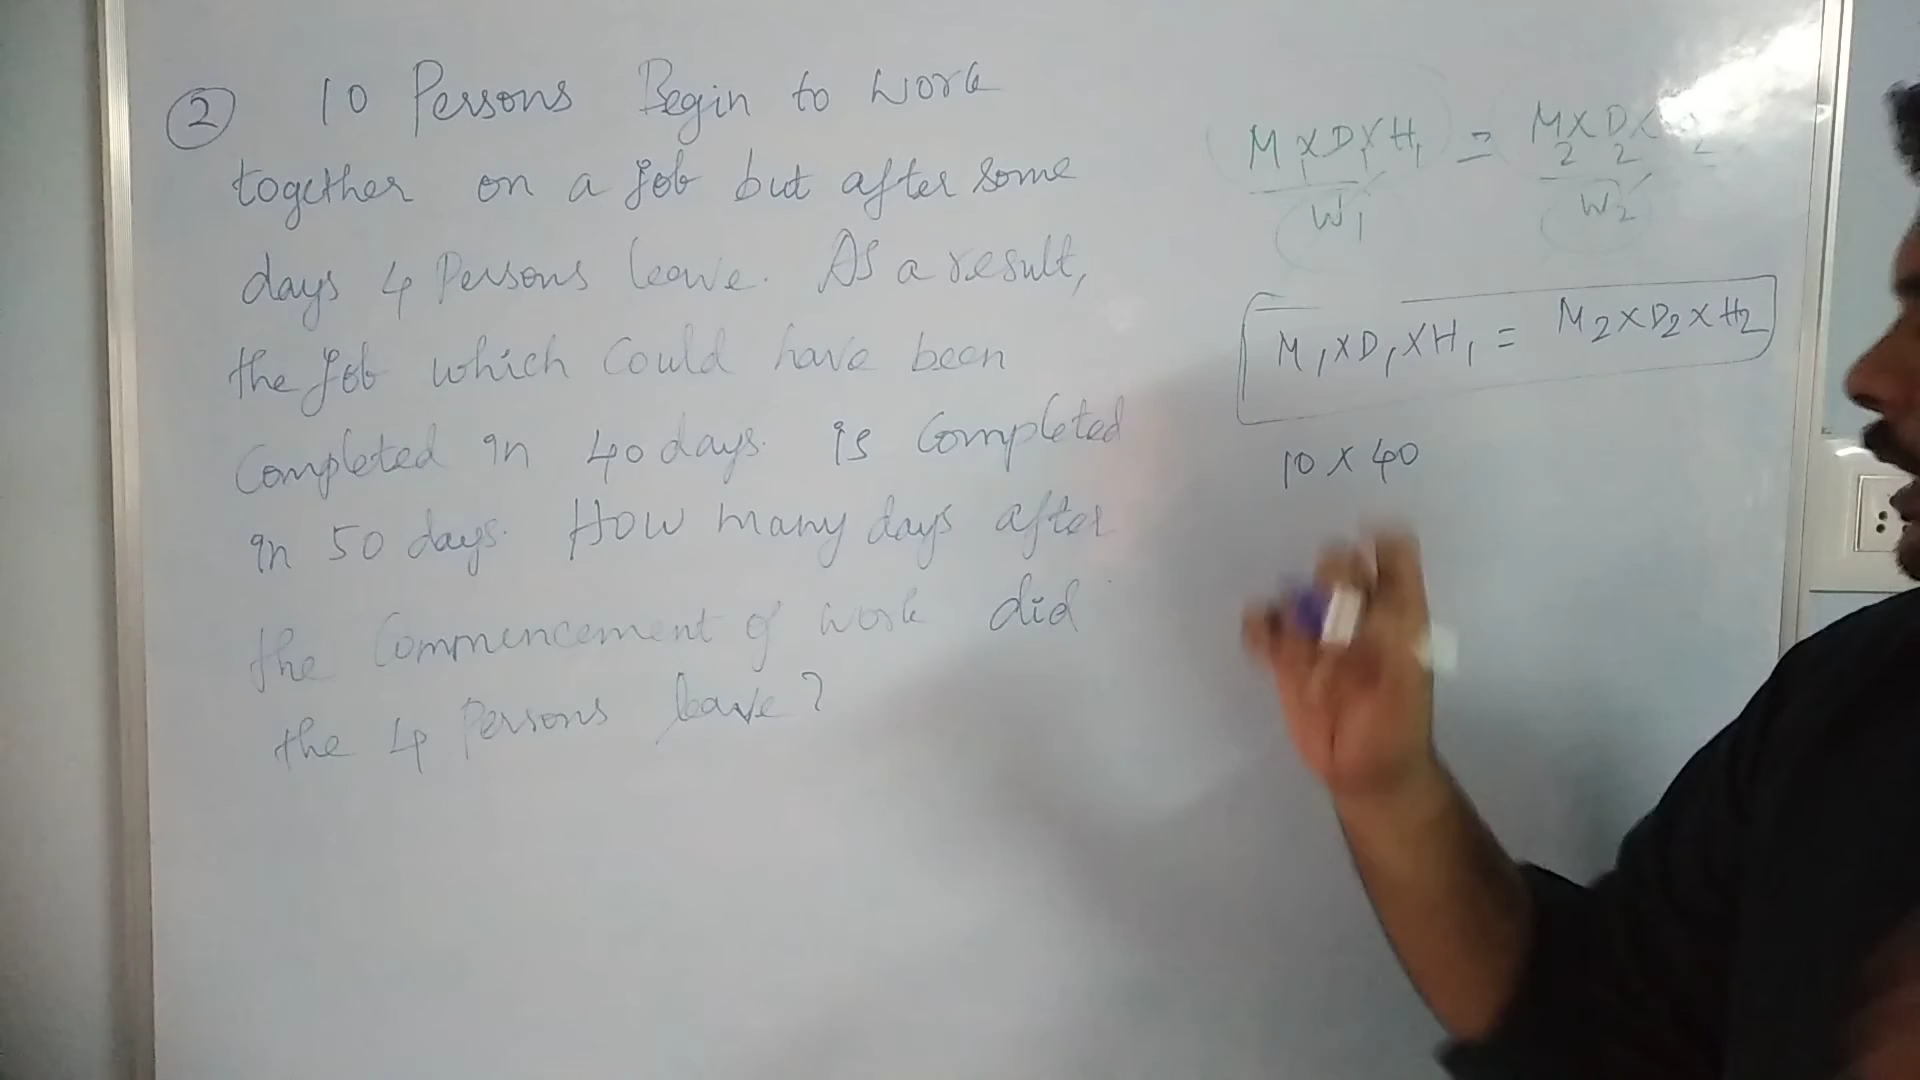 ② 10 Persons Begin to work
together on a job but after some
days 4 Persons leave. As a result,
the job which could have been
completed in 40 days. is completed
in 50 days. How many days after
the commencement of work did
the 4 Persons leave?
M₁×D₁×H₁ = M₂×D₂×
W₁ W₂
M₁×D₁×H₁ = M₂×D₂×H₂
10 × 40